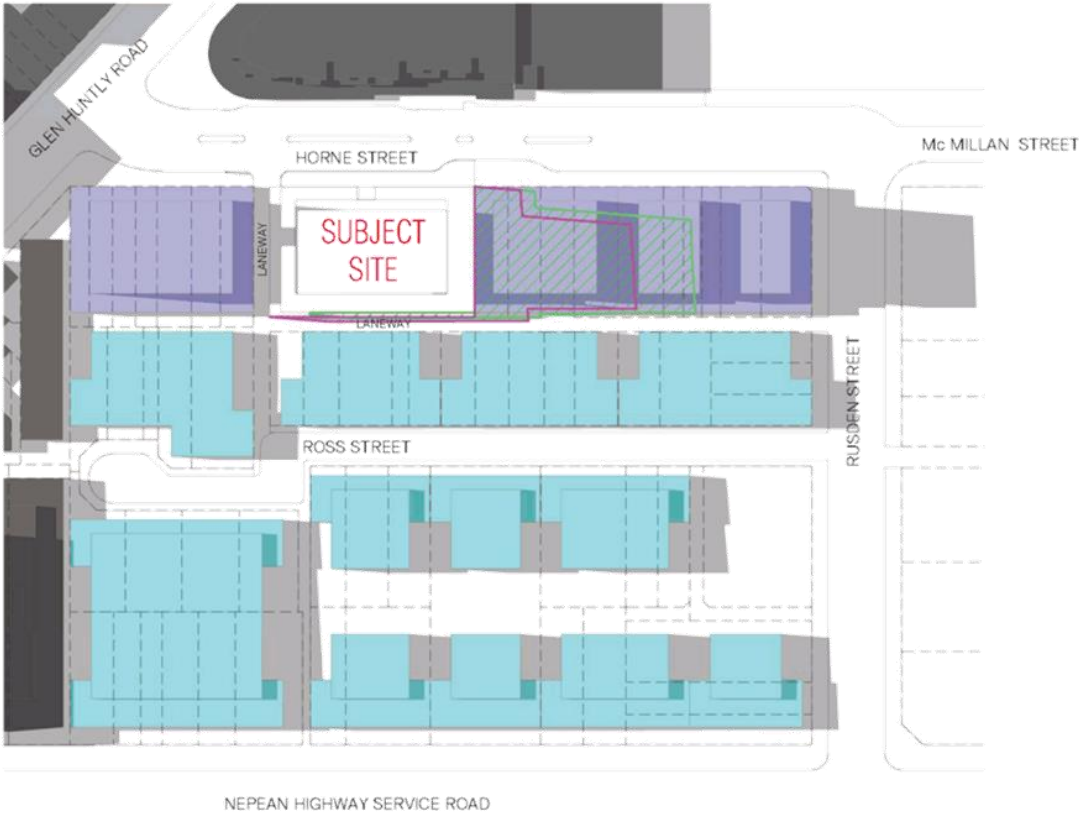 GLEN HUNTLY ROAD
HORNE STREET
Mc MILLAN STREET
LANEWAY
SUBJECT
SITE
LANEWAY
RUSDEN STREET
ROSS STREET
NEPEAN HIGHWAY SERVICE ROAD